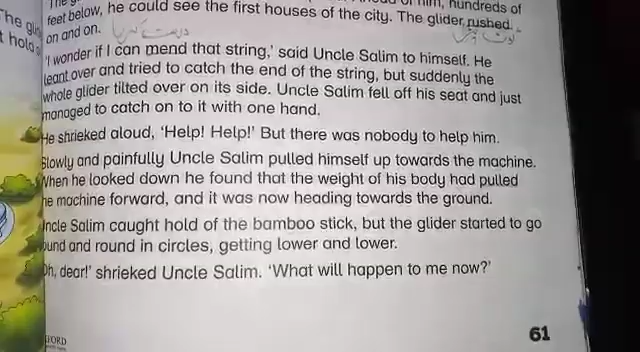 him, hundreds of
feet below, he could see the first houses of the city. The glider rushed
on and on.
'I wonder if I can mend that string,' said Uncle Salim to himself. He
leant over and tried to catch the end of the string, but suddenly the
whole glider tilted over on its side. Uncle Salim fell off his seat and just
managed to catch on to it with one hand.
He shrieked aloud, 'Help! Help!' But there was nobody to help him.
Slowly and painfully Uncle Salim pulled himself up towards the machine.
When he looked down he found that the weight of his body had pulled
he machine forward, and it was now heading towards the ground.
Uncle Salim caught hold of the bamboo stick, but the glider started to go
ound and round in circles, getting lower and lower.
Oh, dear!' shrieked Uncle Salim. 'What will happen to me now?'
FORD
61
The
hold